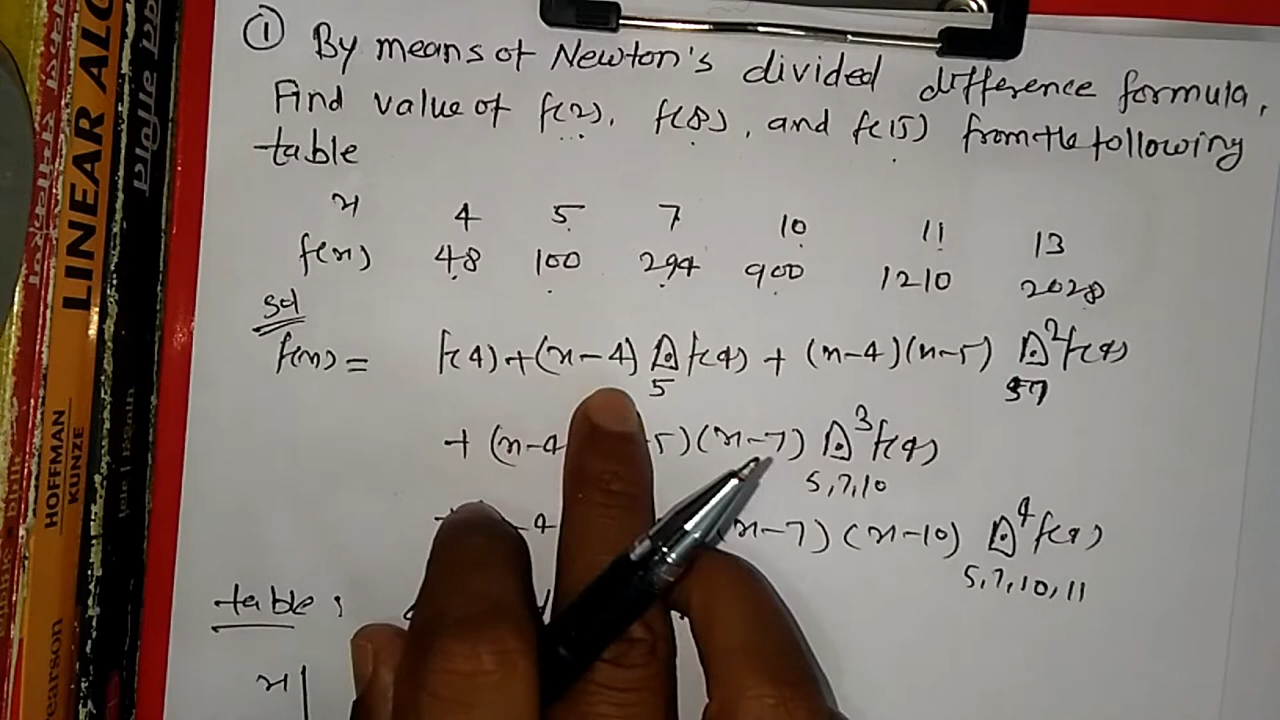 ① By means of Newton's divided difference formula,
Find value of f(2), f(8), and f(15) from the following
table
x 4 5 7 10 11 13
f(x) 48 100 294 900 1210 2028
Sol
f(x) = f(4) + (x-4) Δ f(4) + (x-4)(x-5) Δ² f(4)
5 57
+ (x-4 5)(x-7) Δ³ f(4)
5,7,10
-4 (x-7)(x-10) Δ⁴ f(4)
5,7,10,11
table:
x
LINEAR ALG
HOFFMAN
KUNZE
earson